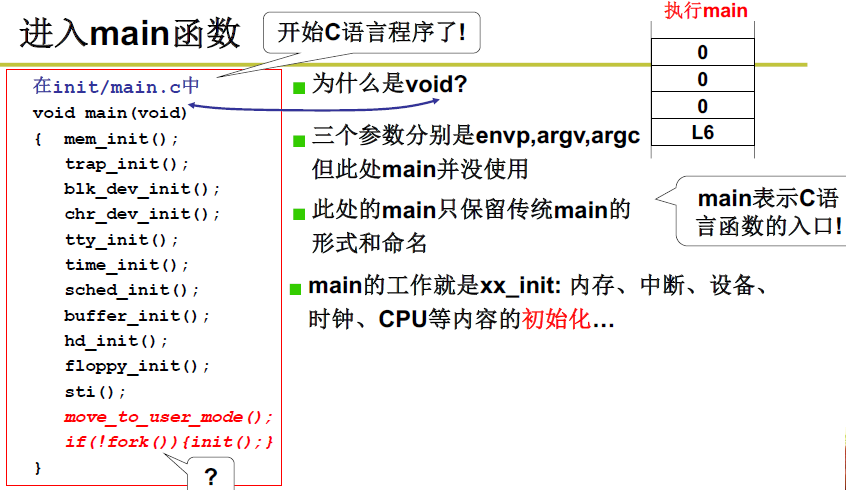 进入main函数
开始C语言程序了!
执行main
0
0
0
L6
在init/main.c中
void main(void)
{ mem_init();
trap_init();
blk_dev_init();
chr_dev_init();
tty_init();
time_init();
sched_init();
buffer_init();
hd_init();
floppy_init();
sti();
move_to_user_mode();
if(!fork()){init();}
}
?
为什么是void?
三个参数分别是envp,argv,argc
但此处main并没使用
此处的main只保留传统main的
形式和命名
main的工作就是xx_init: 内存、中断、设备、
时钟、CPU等内容的初始化…
main表示C语
言函数的入口!